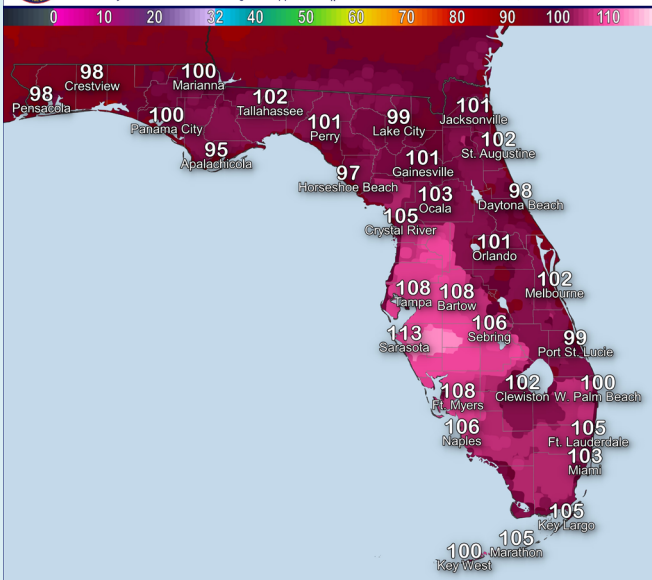 0 10 20 32 40 50 60 70 80 90 100 110
98
Pensacola
98
Crestview
100
Marianna
100
Panama City
95
Apalachicola
102
Tallahassee
101
Perry
99
Lake City
101
Jacksonville
102
St. Augustine
101
Gainesville
97
Horseshoe Beach
103
Ocala
98
Daytona Beach
105
Crystal River
101
Orlando
102
Melbourne
108
Tampa
108
Bartow
106
Sebring
113
Sarasota
99
Port St. Lucie
108
Ft. Myers
102
Clewiston
100
W. Palm Beach
106
Naples
105
Ft. Lauderdale
103
Miami
105
Key Largo
105
Marathon
100
Key West